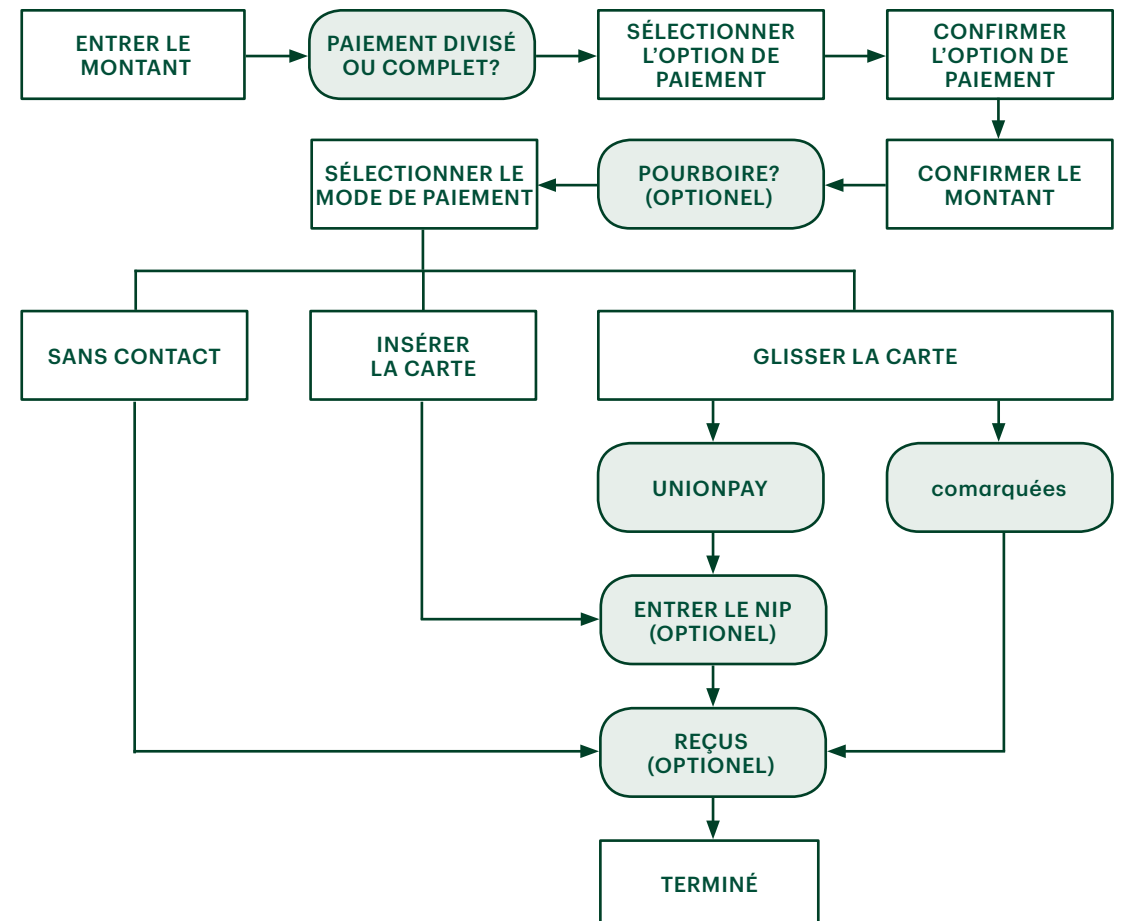 ENTRER LE
MONTANT
PAIEMENT DIVISÉ
OU COMPLET?
SÉLECTIONNER
L'OPTION DE
PAIEMENT
CONFIRMER
L'OPTION DE
PAIEMENT
SÉLECTIONNER LE
MODE DE PAIEMENT
POURBOIRE?
(OPTIONEL)
CONFIRMER LE
MONTANT
SANS CONTACT
INSÉRER
LA CARTE
GLISSER LA CARTE
UNIONPAY
comarquées
ENTRER LE NIP
(OPTIONEL)
REÇUS
(OPTIONEL)
TERMINÉ